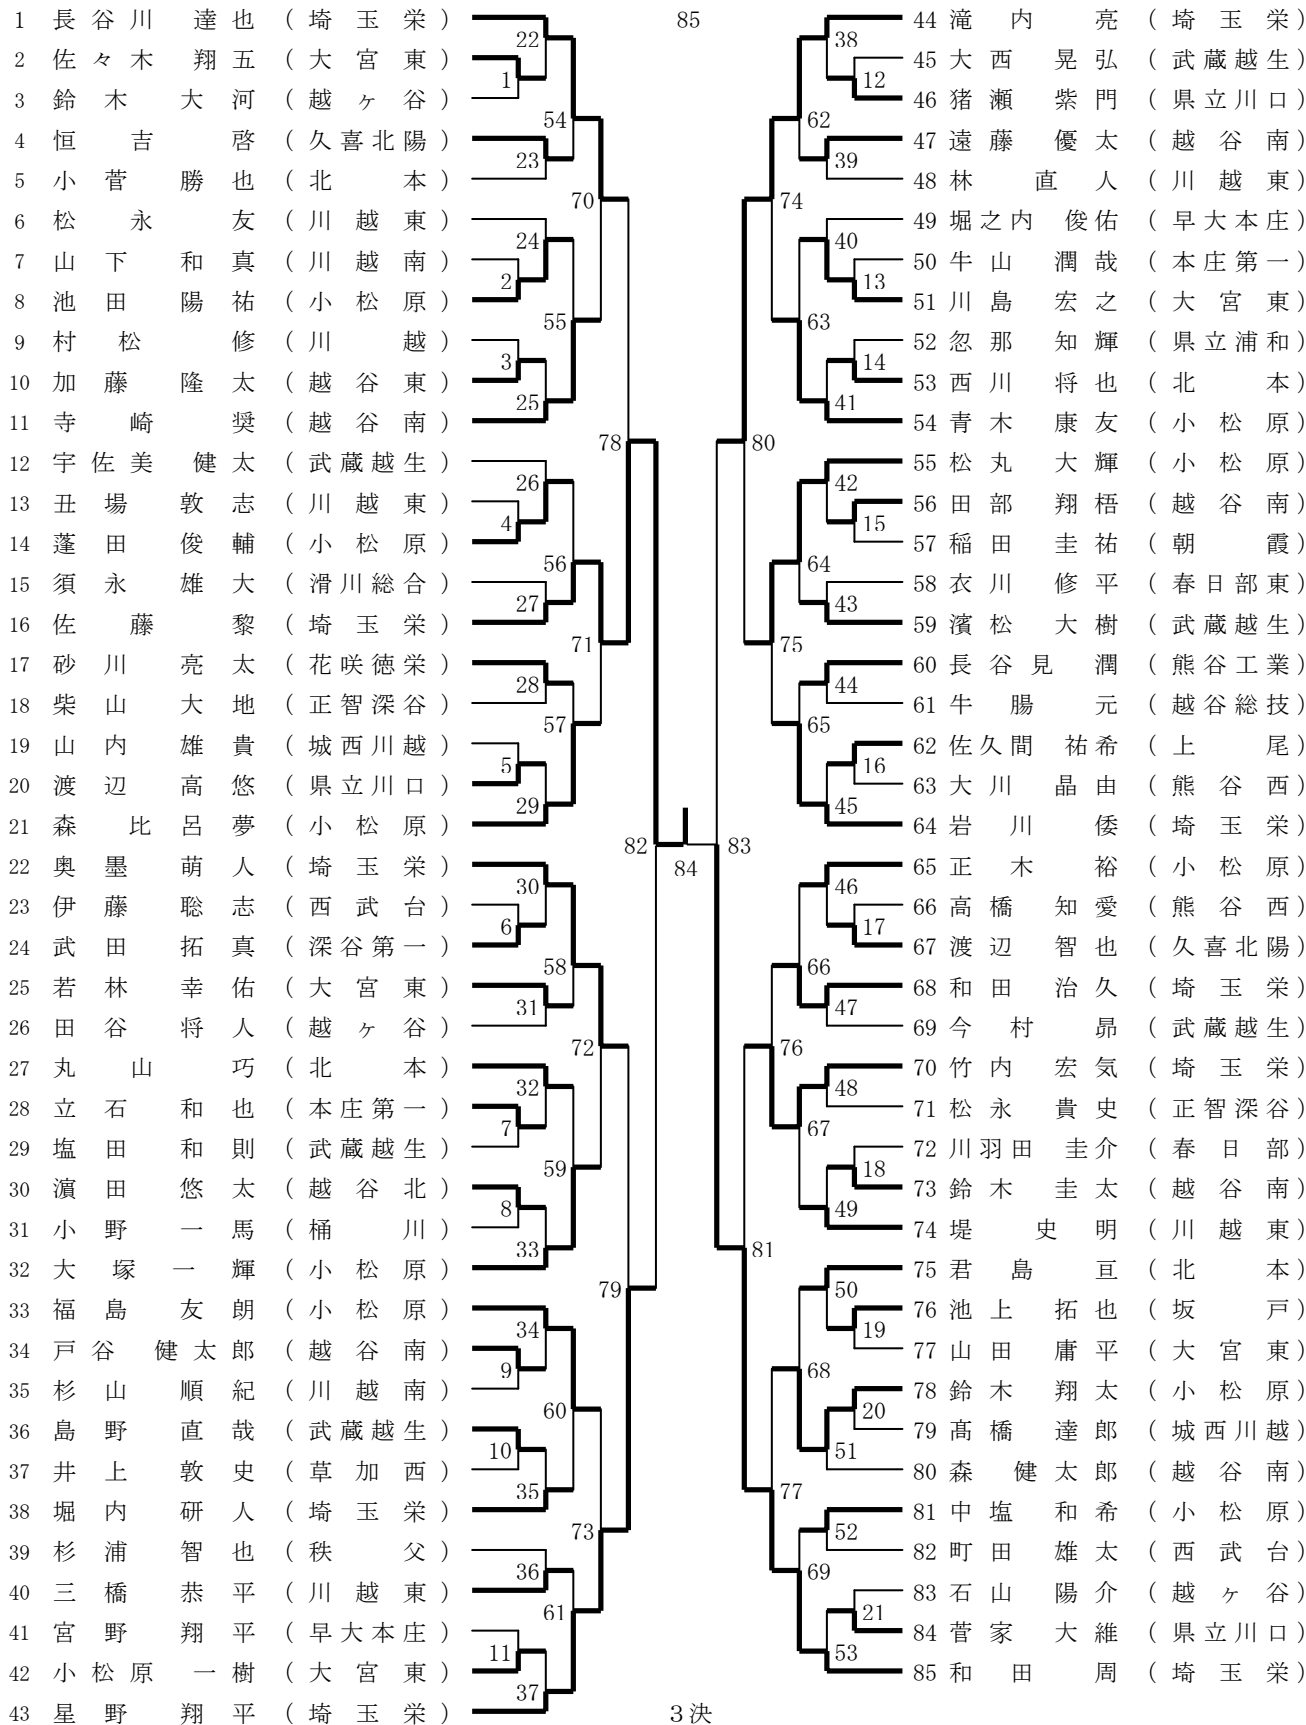 1 長谷川 達也 (埼玉栄)
2 佐々木 翔五 (大宮東)
3 鈴木 大河 (越ヶ谷)
4 恒吉 啓 (久喜北陽)
5 小菅 勝也 (北本)
6 松永 友 (川越東)
7 山下 和真 (川越南)
8 池田 陽祐 (小松原)
9 村松 修 (川越)
10 加藤 隆太 (越谷東)
11 寺崎 奨 (越谷南)
12 宇佐美 健太 (武蔵越生)
13 丑場 敦志 (川越東)
14 蓬田 俊輔 (小松原)
15 須永 雄大 (滑川総合)
16 佐藤 黎 (埼玉栄)
17 砂川 亮太 (花咲徳栄)
18 柴山 大地 (正智深谷)
19 山内 雄貴 (城西川越)
20 渡辺 高悠 (県立川口)
21 森 比呂夢 (小松原)
22 奥墨 萌人 (埼玉栄)
23 伊藤 聡志 (西武台)
24 武田 拓真 (深谷第一)
25 若林 幸佑 (大宮東)
26 田谷 将人 (越ヶ谷)
27 丸山 巧 (北本)
28 立石 和也 (本庄第一)
29 塩田 和則 (武蔵越生)
30 濵田 悠太 (越谷北)
31 小野 一馬 (桶川)
32 大塚 一輝 (小松原)
33 福島 友朗 (小松原)
34 戸谷 健太郎 (越谷南)
35 杉山 順紀 (川越南)
36 島野 直哉 (武蔵越生)
37 井上 敦史 (草加西)
38 堀内 研人 (埼玉栄)
39 杉浦 智也 (秩父)
40 三橋 恭平 (川越東)
41 宮野 翔平 (早大本庄)
42 小松原 一樹 (大宮東)
43 星野 翔平 (埼玉栄)
22
1
54
23
70
24
2
55
3
25
78
26
4
56
27
71
28
57
5
29
82
30
6
58
31
72
32
7
59
8
33
79
34
9
60
10
35
73
36
61
11
37
85
84
3決
38
12
62
39
74
40
13
63
14
41
80
42
15
64
43
75
44
65
16
45
83
46
17
66
47
76
48
67
18
49
81
50
19
68
20
51
77
52
69
21
53
44 滝内 亮 (埼玉栄)
45 大西 晃弘 (武蔵越生)
46 猪瀬 紫門 (県立川口)
47 遠藤 優太 (越谷南)
48 林 直人 (川越東)
49 堀之内 俊佑 (早大本庄)
50 牛山 潤哉 (本庄第一)
51 川島 宏之 (大宮東)
52 忍那 知輝 (県立浦和)
53 西川 将也 (北本)
54 青木 康友 (小松原)
55 松丸 大輝 (小松原)
56 田部 翔梧 (越谷南)
57 稲田 圭祐 (朝霞)
58 衣川 修平 (春日部東)
59 濱松 大樹 (武蔵越生)
60 長谷見 潤 (熊谷工業)
61 牛腸 元 (越谷総技)
62 佐久間 祐希 (上尾)
63 大川 晶由 (熊谷西)
64 岩川 倭 (埼玉栄)
65 正木 裕 (小松原)
66 高橋 知愛 (熊谷西)
67 渡辺 智也 (久喜北陽)
68 和田 治久 (埼玉栄)
69 今村 昴 (武蔵越生)
70 竹内 宏気 (埼玉栄)
71 松永 貴史 (正智深谷)
72 川羽田 圭介 (春日部)
73 鈴木 圭太 (越谷南)
74 堤 史明 (川越東)
75 君島 亘 (北本)
76 池上 拓也 (坂戸)
77 山田 庸平 (大宮東)
78 鈴木 翔太 (小松原)
79 髙橋 達郎 (城西川越)
80 森 健太郎 (越谷南)
81 中塩 和希 (小松原)
82 町田 雄太 (西武台)
83 石山 陽介 (越ヶ谷)
84 菅家 大維 (県立川口)
85 和田 周 (埼玉栄)